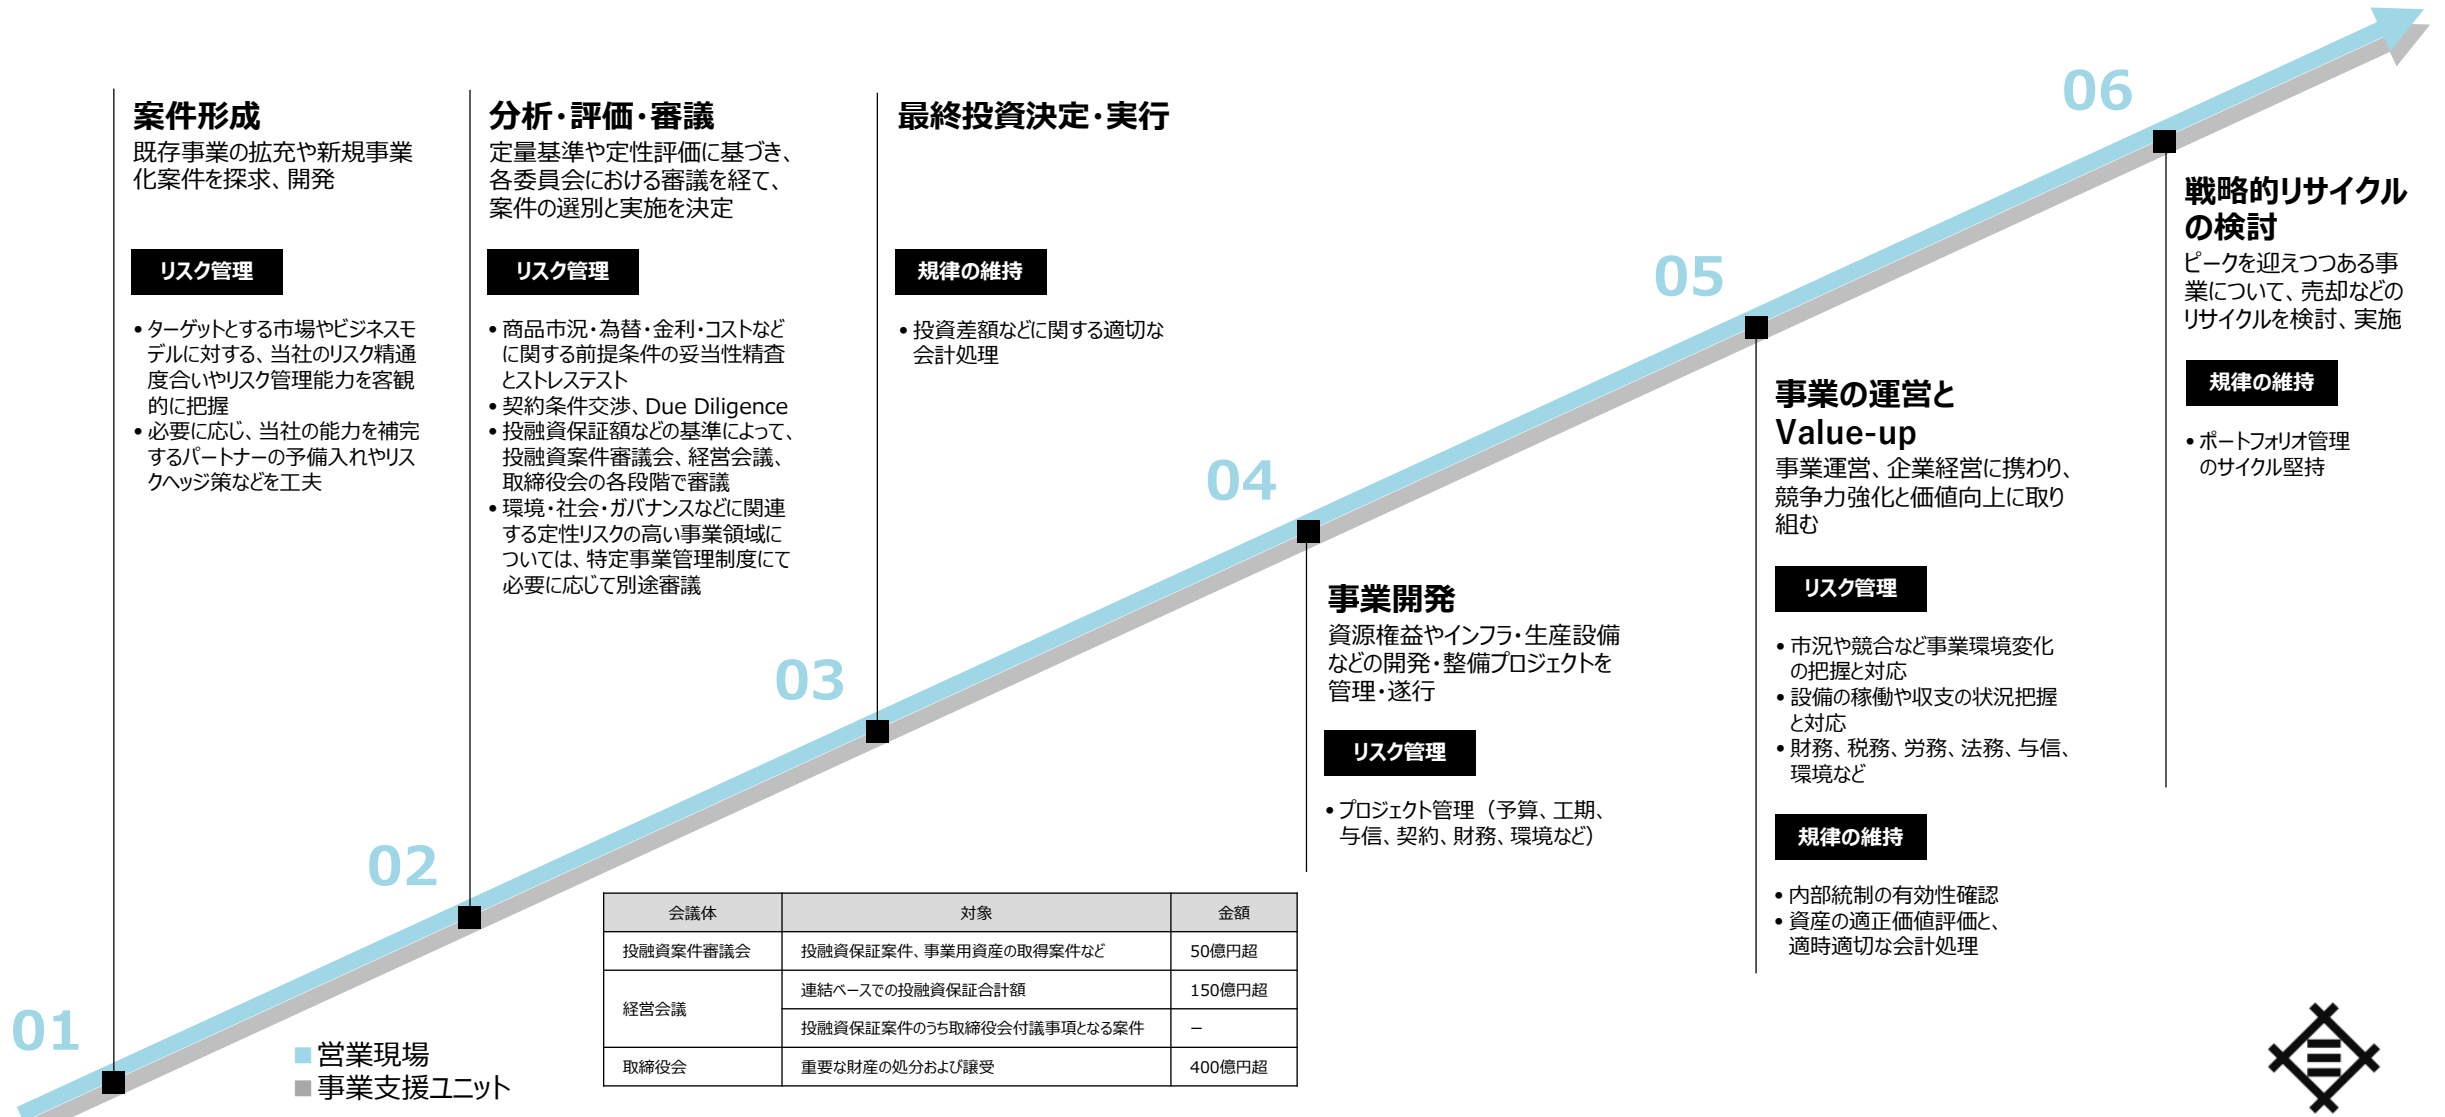 01
案件形成
既存事業の拡充や新規事業
化案件を探求、開発
リスク管理
•ターゲットとする市場やビジネスモ
デルに対する、当社のリスク精通
度合いやリスク管理能力を客観
的に把握
•必要に応じ、当社の能力を補完
するパートナーの予備入れやリス
クヘッジ策などを工夫
02
分析・評価・審議
定量基準や定性評価に基づき、
各委員会における審議を経て、
案件の選別と実施を決定
リスク管理
•商品市況・為替・金利・コストなど
に関する前提条件の妥当性精査
とストレステスト
•契約条件交渉、Due Diligence
•投融資保証額などの基準によって、
投融資案件審議会、経営会議、
取締役会の各段階で審議
•環境・社会・ガバナンスなどに関連
する定性リスクの高い事業領域に
ついては、特定事業管理制度にて
必要に応じて別途審議
03
最終投資決定・実行
規律の維持
•投資差額などに関する適切な
会計処理
04
事業開発
資源権益やインフラ・生産設備
などの開発・整備プロジェクトを
管理・遂行
リスク管理
•プロジェクト管理（予算、工期、
与信、契約、財務、環境など）
05
事業の運営と
Value-up
事業運営、企業経営に携わり、
競争力強化と価値向上に取り
組む
リスク管理
•市況や競合など事業環境変化
の把握と対応
•設備の稼働や収支の状況把握
と対応
•財務、税務、労務、法務、与信、
環境など
規律の維持
•内部統制の有効性確認
•資産の適正価値評価と、
適時適切な会計処理
06
戦略的リサイクル
の検討
ピークを迎えつつある事
業について、売却などの
リサイクルを検討、実施
規律の維持
•ポートフォリオ管理
のサイクル堅持
営業現場
事業支援ユニット
会議体 対象 金額
投融資案件審議会 投融資保証案件、事業用資産の取得案件など 50億円超
経営会議 連結ベースでの投融資保証合計額 150億円超
投融資保証案件のうち取締役会付議事項となる案件 －
取締役会 重要な財産の処分および譲受 400億円超